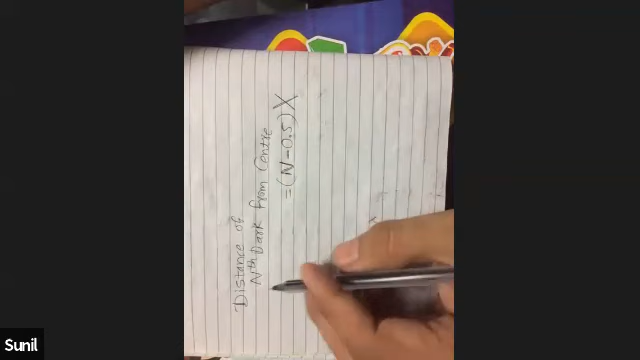 Distance of
Nth Dark from Centre
= (N - 0.5) X
x
Sunil